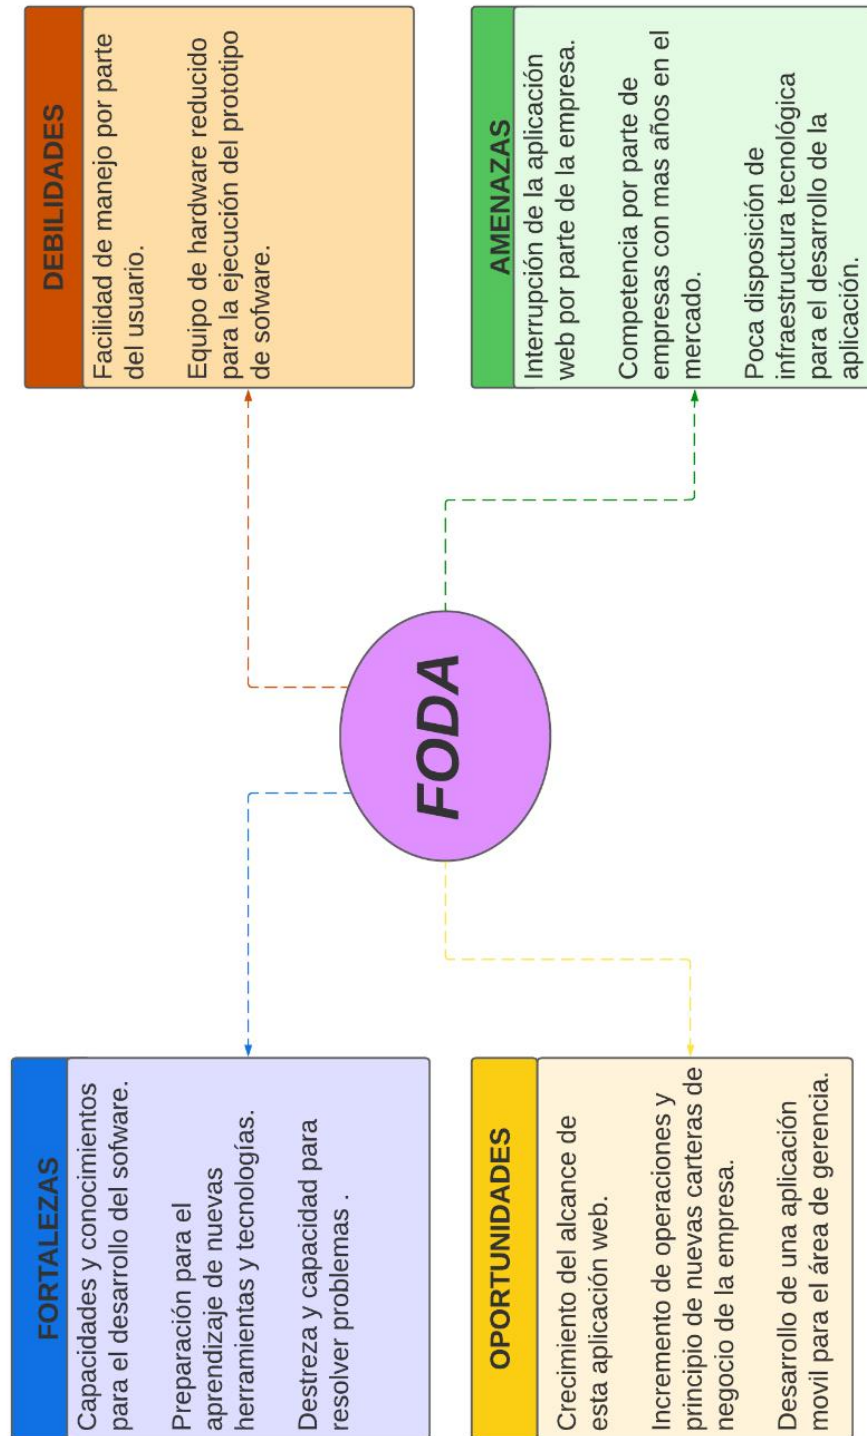 FORTALEZAS
Capacidades y conocimientos
para el desarrollo del sofware.
Preparación para el
aprendizaje de nuevas
herramientas y tecnologías.
Destreza y capacidad para
resolver problemas .
DEBILIDADES
Facilidad de manejo por parte
del usuario.
Equipo de hardware reducido
para la ejecución del prototipo
de sofware.
FODA
OPORTUNIDADES
Crecimiento del alcance de
esta aplicación web.
Incremento de operaciones y
principio de nuevas carteras de
negocio de la empresa.
Desarrollo de una aplicación
movil para el área de gerencia.
AMENAZAS
Interrupción de la aplicación
web por parte de la empresa.
Competencia por parte de
empresas con mas años en el
mercado.
Poca disposición de
infraestructura tecnológica
para el desarrollo de la
aplicación.